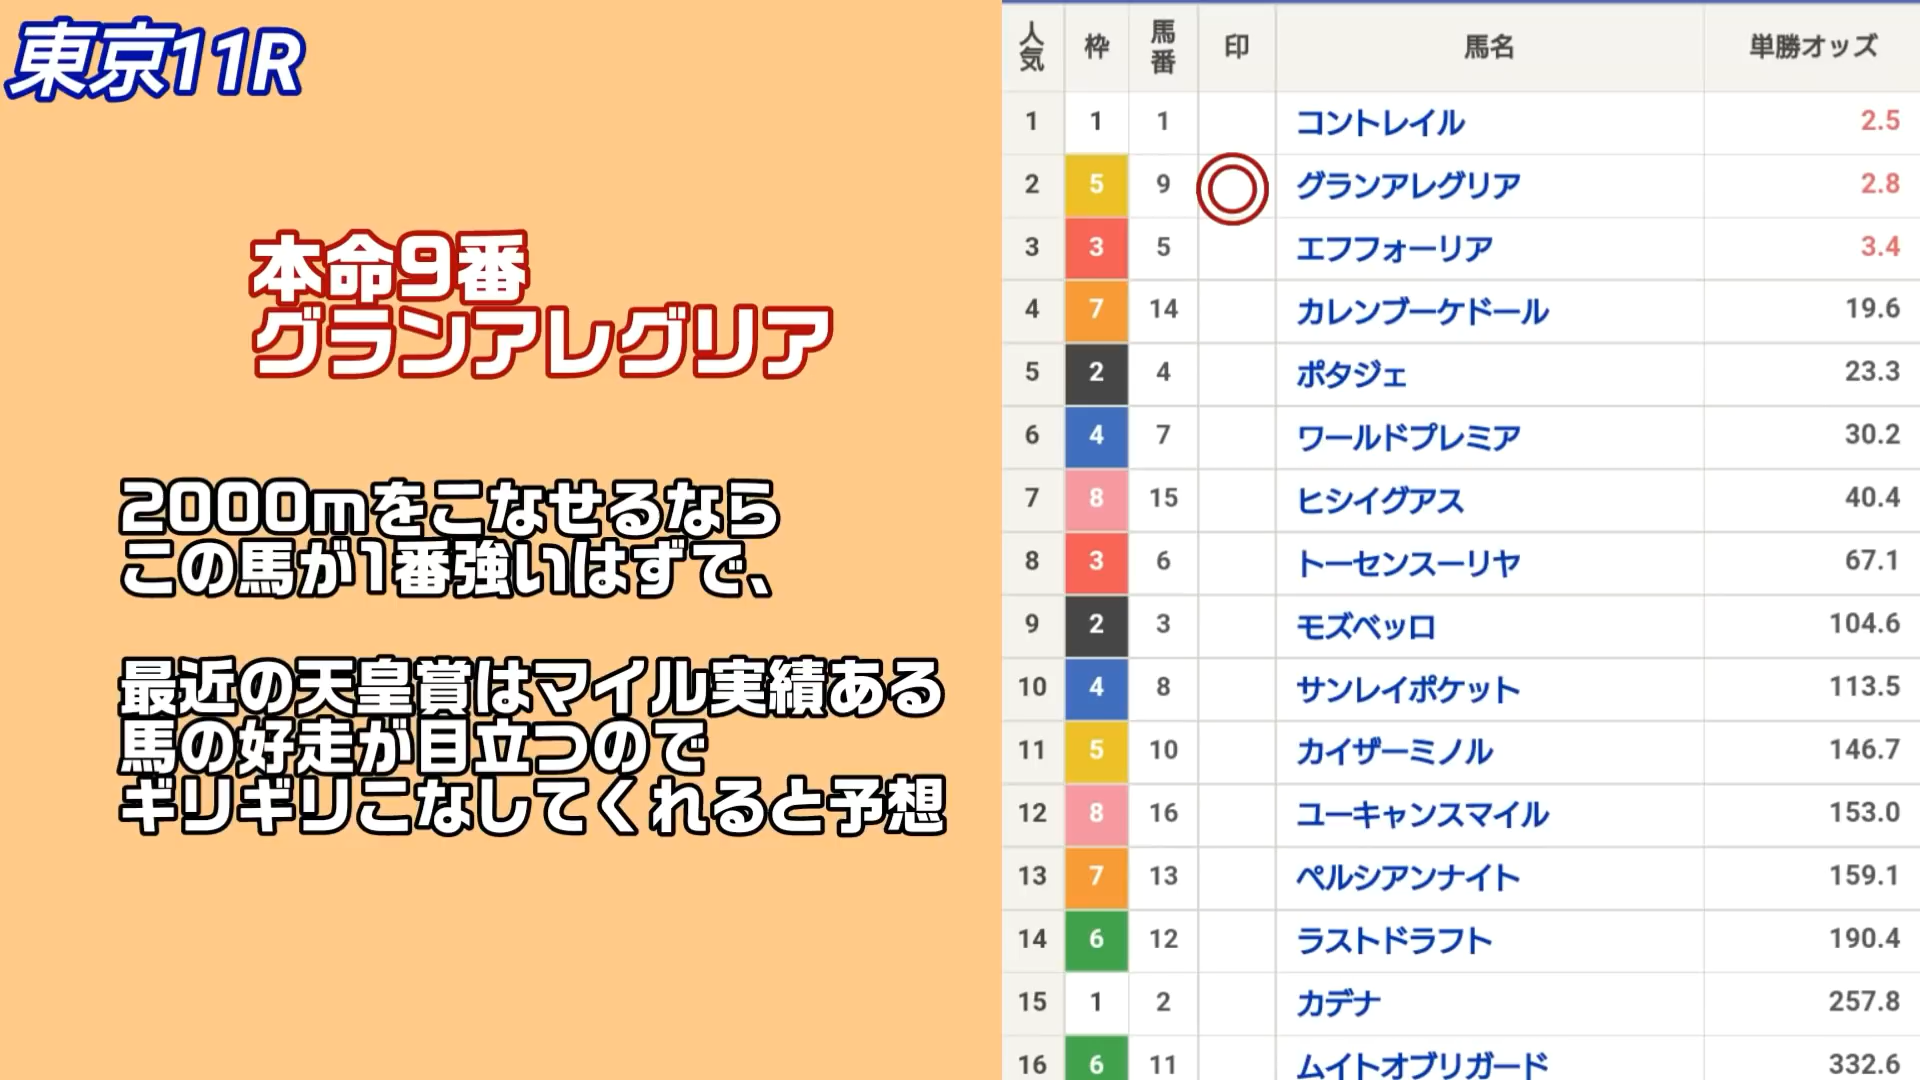 東京11R
本命9番
グランアレグリア
2000mをこなせるなら
この馬が1番強いはずで、
最近の天皇賞はマイル実績ある
馬の好走が目立つので
ギリギリこなしてくれると予想
人気 枠 馬番 印 馬名 単勝オッズ
1 1 1 コントレイル 2.5
2 5 9 ◎ グランアレグリア 2.8
3 3 5 エフフォーリア 3.4
4 7 14 カレンブーケドール 19.6
5 2 4 ポタジェ 23.3
6 4 7 ワールドプレミア 30.2
7 8 15 ヒシイグアス 40.4
8 3 6 トーセンスーリヤ 67.1
9 2 3 モズベッロ 104.6
10 4 8 サンレイポケット 113.5
11 5 10 カイザーミノル 146.7
12 8 16 ユーキャンスマイル 153.0
13 7 13 ペルシアンナイト 159.1
14 6 12 ラストドラフト 190.4
15 1 2 カデナ 257.8
16 6 11 ムイトオブリガード 332.6